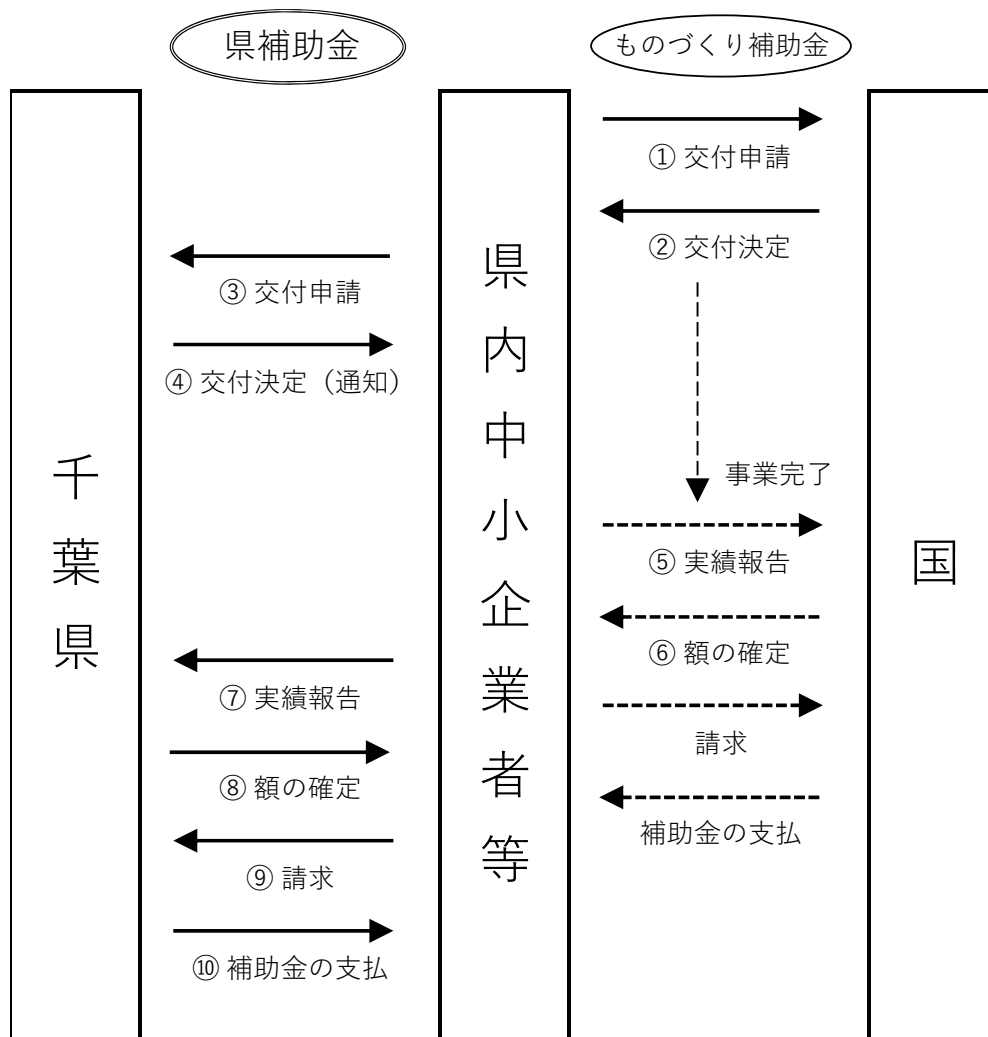 県補助金
ものづくり補助金
千葉県
県内中小企業者等
国
① 交付申請
② 交付決定
③ 交付申請
④ 交付決定（通知）
事業完了
⑤ 実績報告
⑥ 額の確定
⑦ 実績報告
請求
⑧ 額の確定
補助金の支払
⑨ 請求
⑩ 補助金の支払